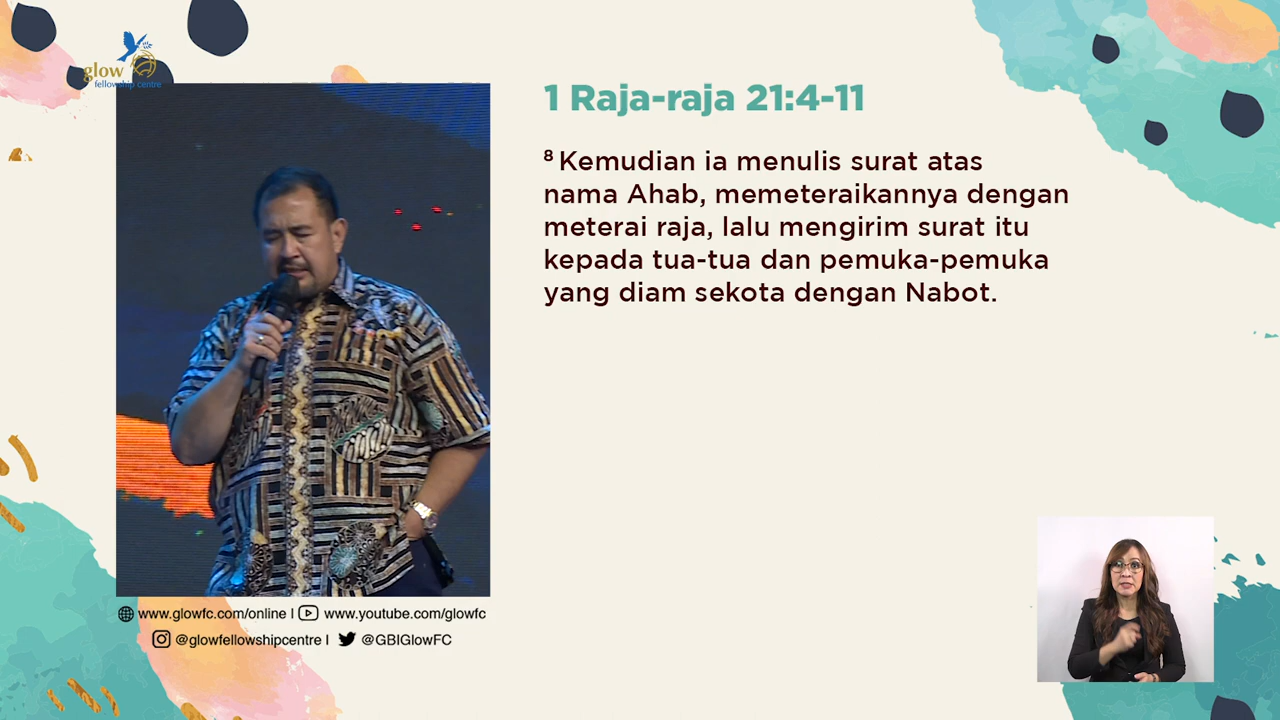 glow
fellowship centre
1 Raja-raja 21:4-11
⁸ Kemudian ia menulis surat atas
nama Ahab, memeteraikannya dengan
meterai raja, lalu mengirim surat itu
kepada tua-tua dan pemuka-pemuka
yang diam sekota dengan Nabot.
www.glowfc.com/online | www.youtube.com/glowfc
@glowfellowshipcentre | @GBIGlowFC